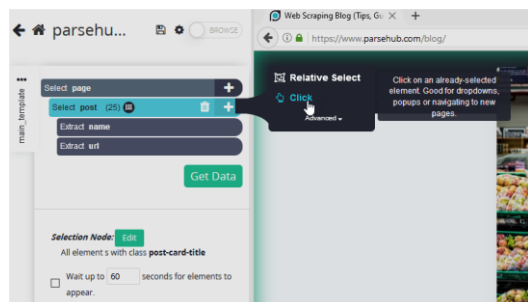 parsehu...
BROWSE
main_template
Select page
Select post (25)
Extract name
Extract url
Get Data
Selection Node: Edit
All element s with class post-card-title
Wait up to 60 seconds for elements to
appear.
Web Scraping Blog (Tips, Gu
https://www.parsehub.com/blog/
Relative Select
Click
Advanced
Click on an already-selected
element. Good for dropdowns,
popups or navigating to new
pages.